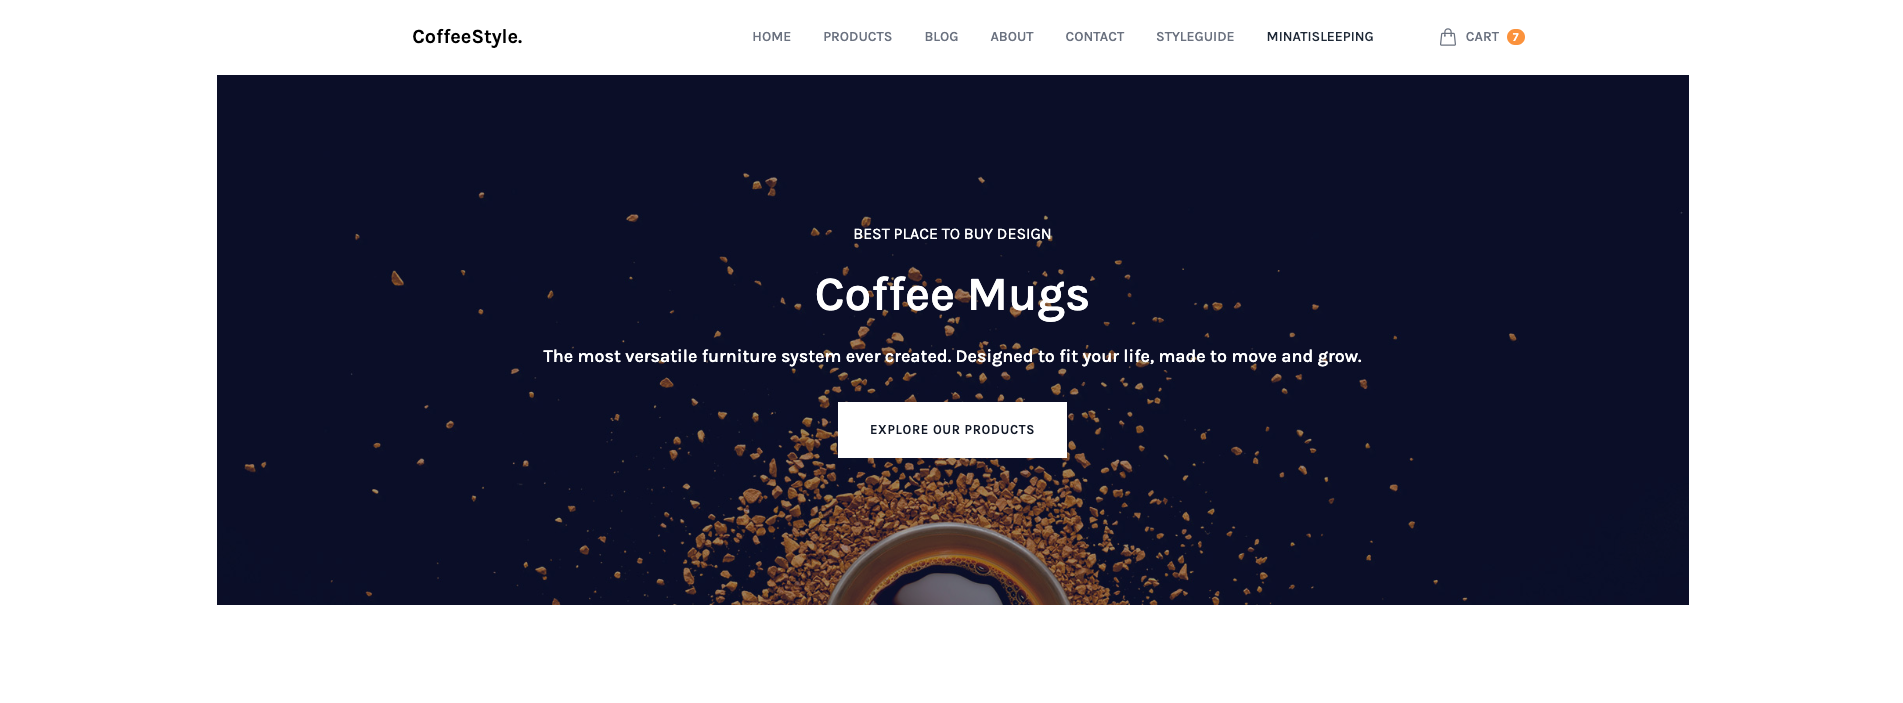 CoffeeStyle.
HOME PRODUCTS BLOG ABOUT CONTACT STYLEGUIDE MINATISLEEPING CART 7
BEST PLACE TO BUY DESIGN
Coffee Mugs
The most versatile furniture system ever created. Designed to fit your life, made to move and grow.
EXPLORE OUR PRODUCTS